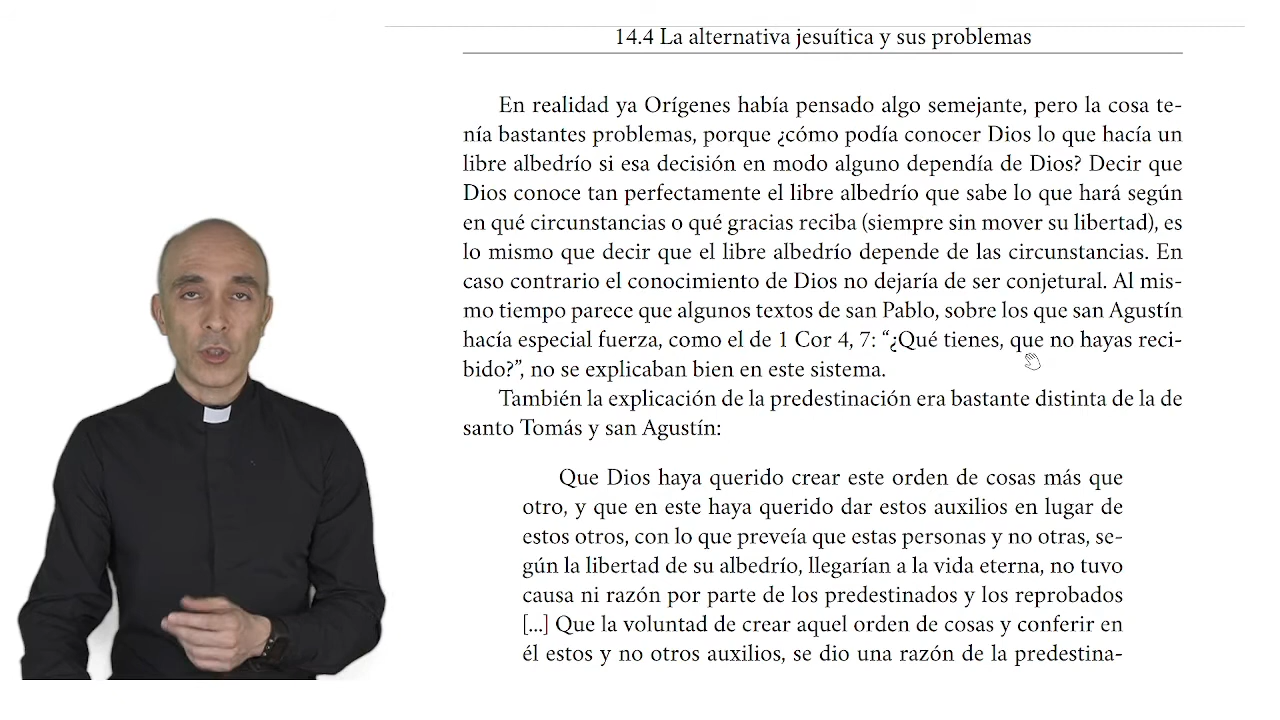 14.4 La alternativa jesuítica y sus problemas
En realidad ya Orígenes había pensado algo semejante, pero la cosa te-
nía bastantes problemas, porque ¿cómo podía conocer Dios lo que hacía un
libre albedrío si esa decisión en modo alguno dependía de Dios? Decir que
Dios conoce tan perfectamente el libre albedrío que sabe lo que hará según
en qué circunstancias o qué gracias reciba (siempre sin mover su libertad), es
lo mismo que decir que el libre albedrío depende de las circunstancias. En
caso contrario el conocimiento de Dios no dejaría de ser conjetural. Al mis-
mo tiempo parece que algunos textos de san Pablo, sobre los que san Agustín
hacía especial fuerza, como el de 1 Cor 4, 7: “¿Qué tienes, que no hayas reci-
bido?”, no se explicaban bien en este sistema.
También la explicación de la predestinación era bastante distinta de la de
santo Tomás y san Agustín:
Que Dios haya querido crear este orden de cosas más que
otro, y que en este haya querido dar estos auxilios en lugar de
estos otros, con lo que preveía que estas personas y no otras, se-
gún la libertad de su albedrío, llegarían a la vida eterna, no tuvo
causa ni razón por parte de los predestinados y los reprobados
[...] Que la voluntad de crear aquel orden de cosas y conferir en
él estos y no otros auxilios, se dio una razón de la predestina-